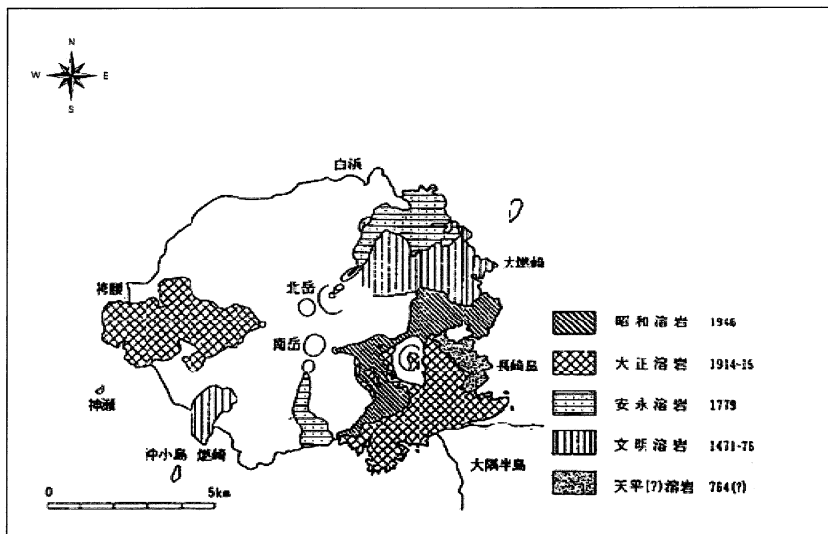 N
W E
S
白浜
大燃崎
袴腰
北岳
南岳
長崎鼻
神瀬
沖小島 燃崎
大隅半島
0 5km
昭和溶岩 1946
大正溶岩 1914-15
安永溶岩 1779
文明溶岩 1471-76
天平(?)溶岩 764(?)